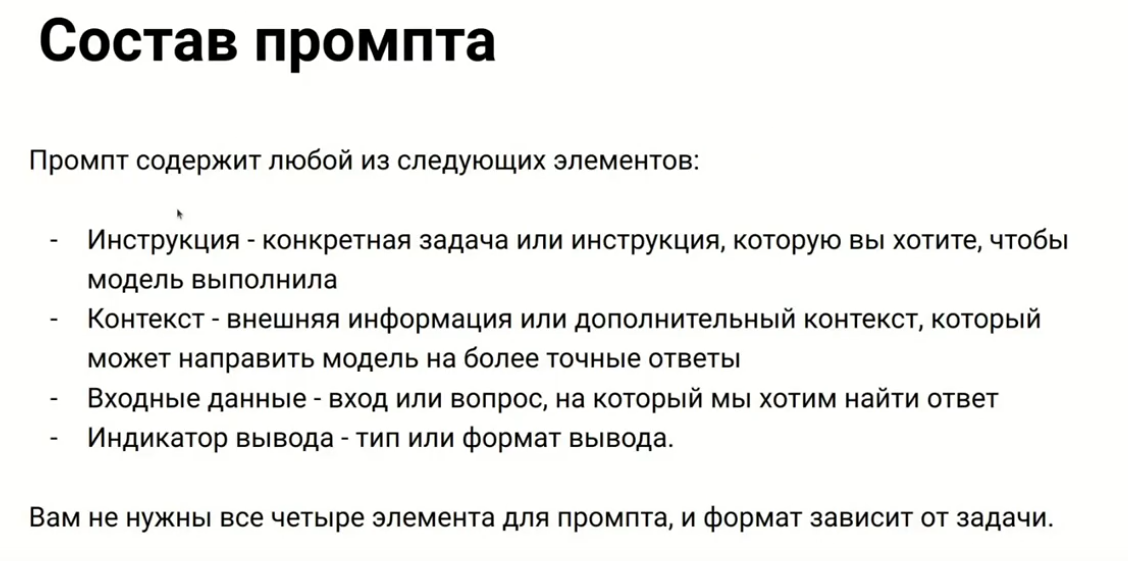 Состав промпта
Промпт содержит любой из следующих элементов:
- Инструкция - конкретная задача или инструкция, которую вы хотите, чтобы
модель выполнила
- Контекст - внешняя информация или дополнительный контекст, который
может направить модель на более точные ответы
- Входные данные - вход или вопрос, на который мы хотим найти ответ
- Индикатор вывода - тип или формат вывода.
Вам не нужны все четыре элемента для промпта, и формат зависит от задачи.